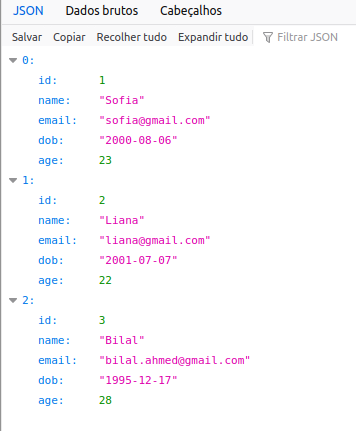 JSON Dados brutos Cabeçalhos
Salvar Copiar Recolher tudo Expandir tudo Filtrar JSON
0:
id: 1
name: "Sofia"
email: "sofia@gmail.com"
dob: "2000-08-06"
age: 23
1:
id: 2
name: "Liana"
email: "liana@gmail.com"
dob: "2001-07-07"
age: 22
2:
id: 3
name: "Bilal"
email: "bilal.ahmed@gmail.com"
dob: "1995-12-17"
age: 28